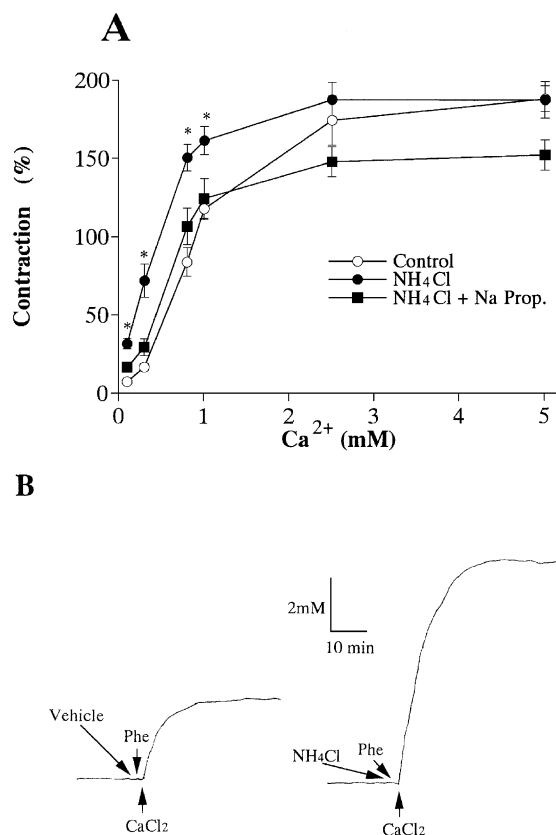 A
200
150
100
50
0
Contraction (%)
*
*
*
*
Control
NH4Cl
NH4Cl + Na Prop.
0 1 2 3 4 5
Ca2+ (mM)
B
2mM
10 min
Vehicle
Phe
CaCl2
NH4Cl
Phe
CaCl2